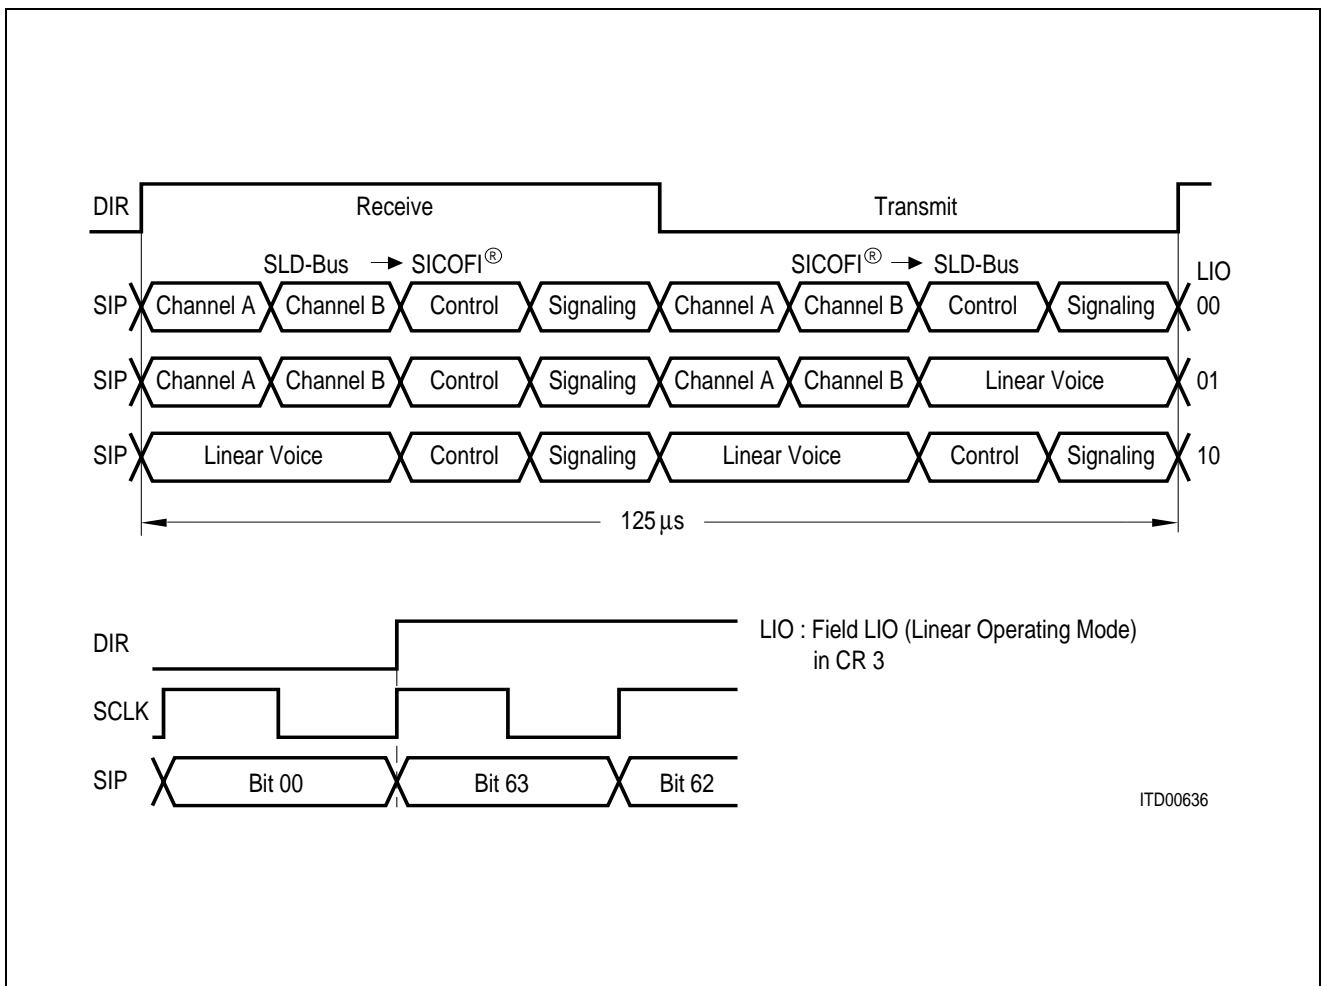 DIR Receive Transmit
SLD-Bus → SICOFI® SICOFI® → SLD-Bus LIO
SIP Channel A Channel B Control Signaling Channel A Channel B Control Signaling 00
SIP Channel A Channel B Control Signaling Channel A Channel B Linear Voice 01
SIP Linear Voice Control Signaling Linear Voice Control Signaling 10
125 µs
DIR LIO : Field LIO (Linear Operating Mode)
in CR 3
SCLK
SIP Bit 00 Bit 63 Bit 62
ITD00636